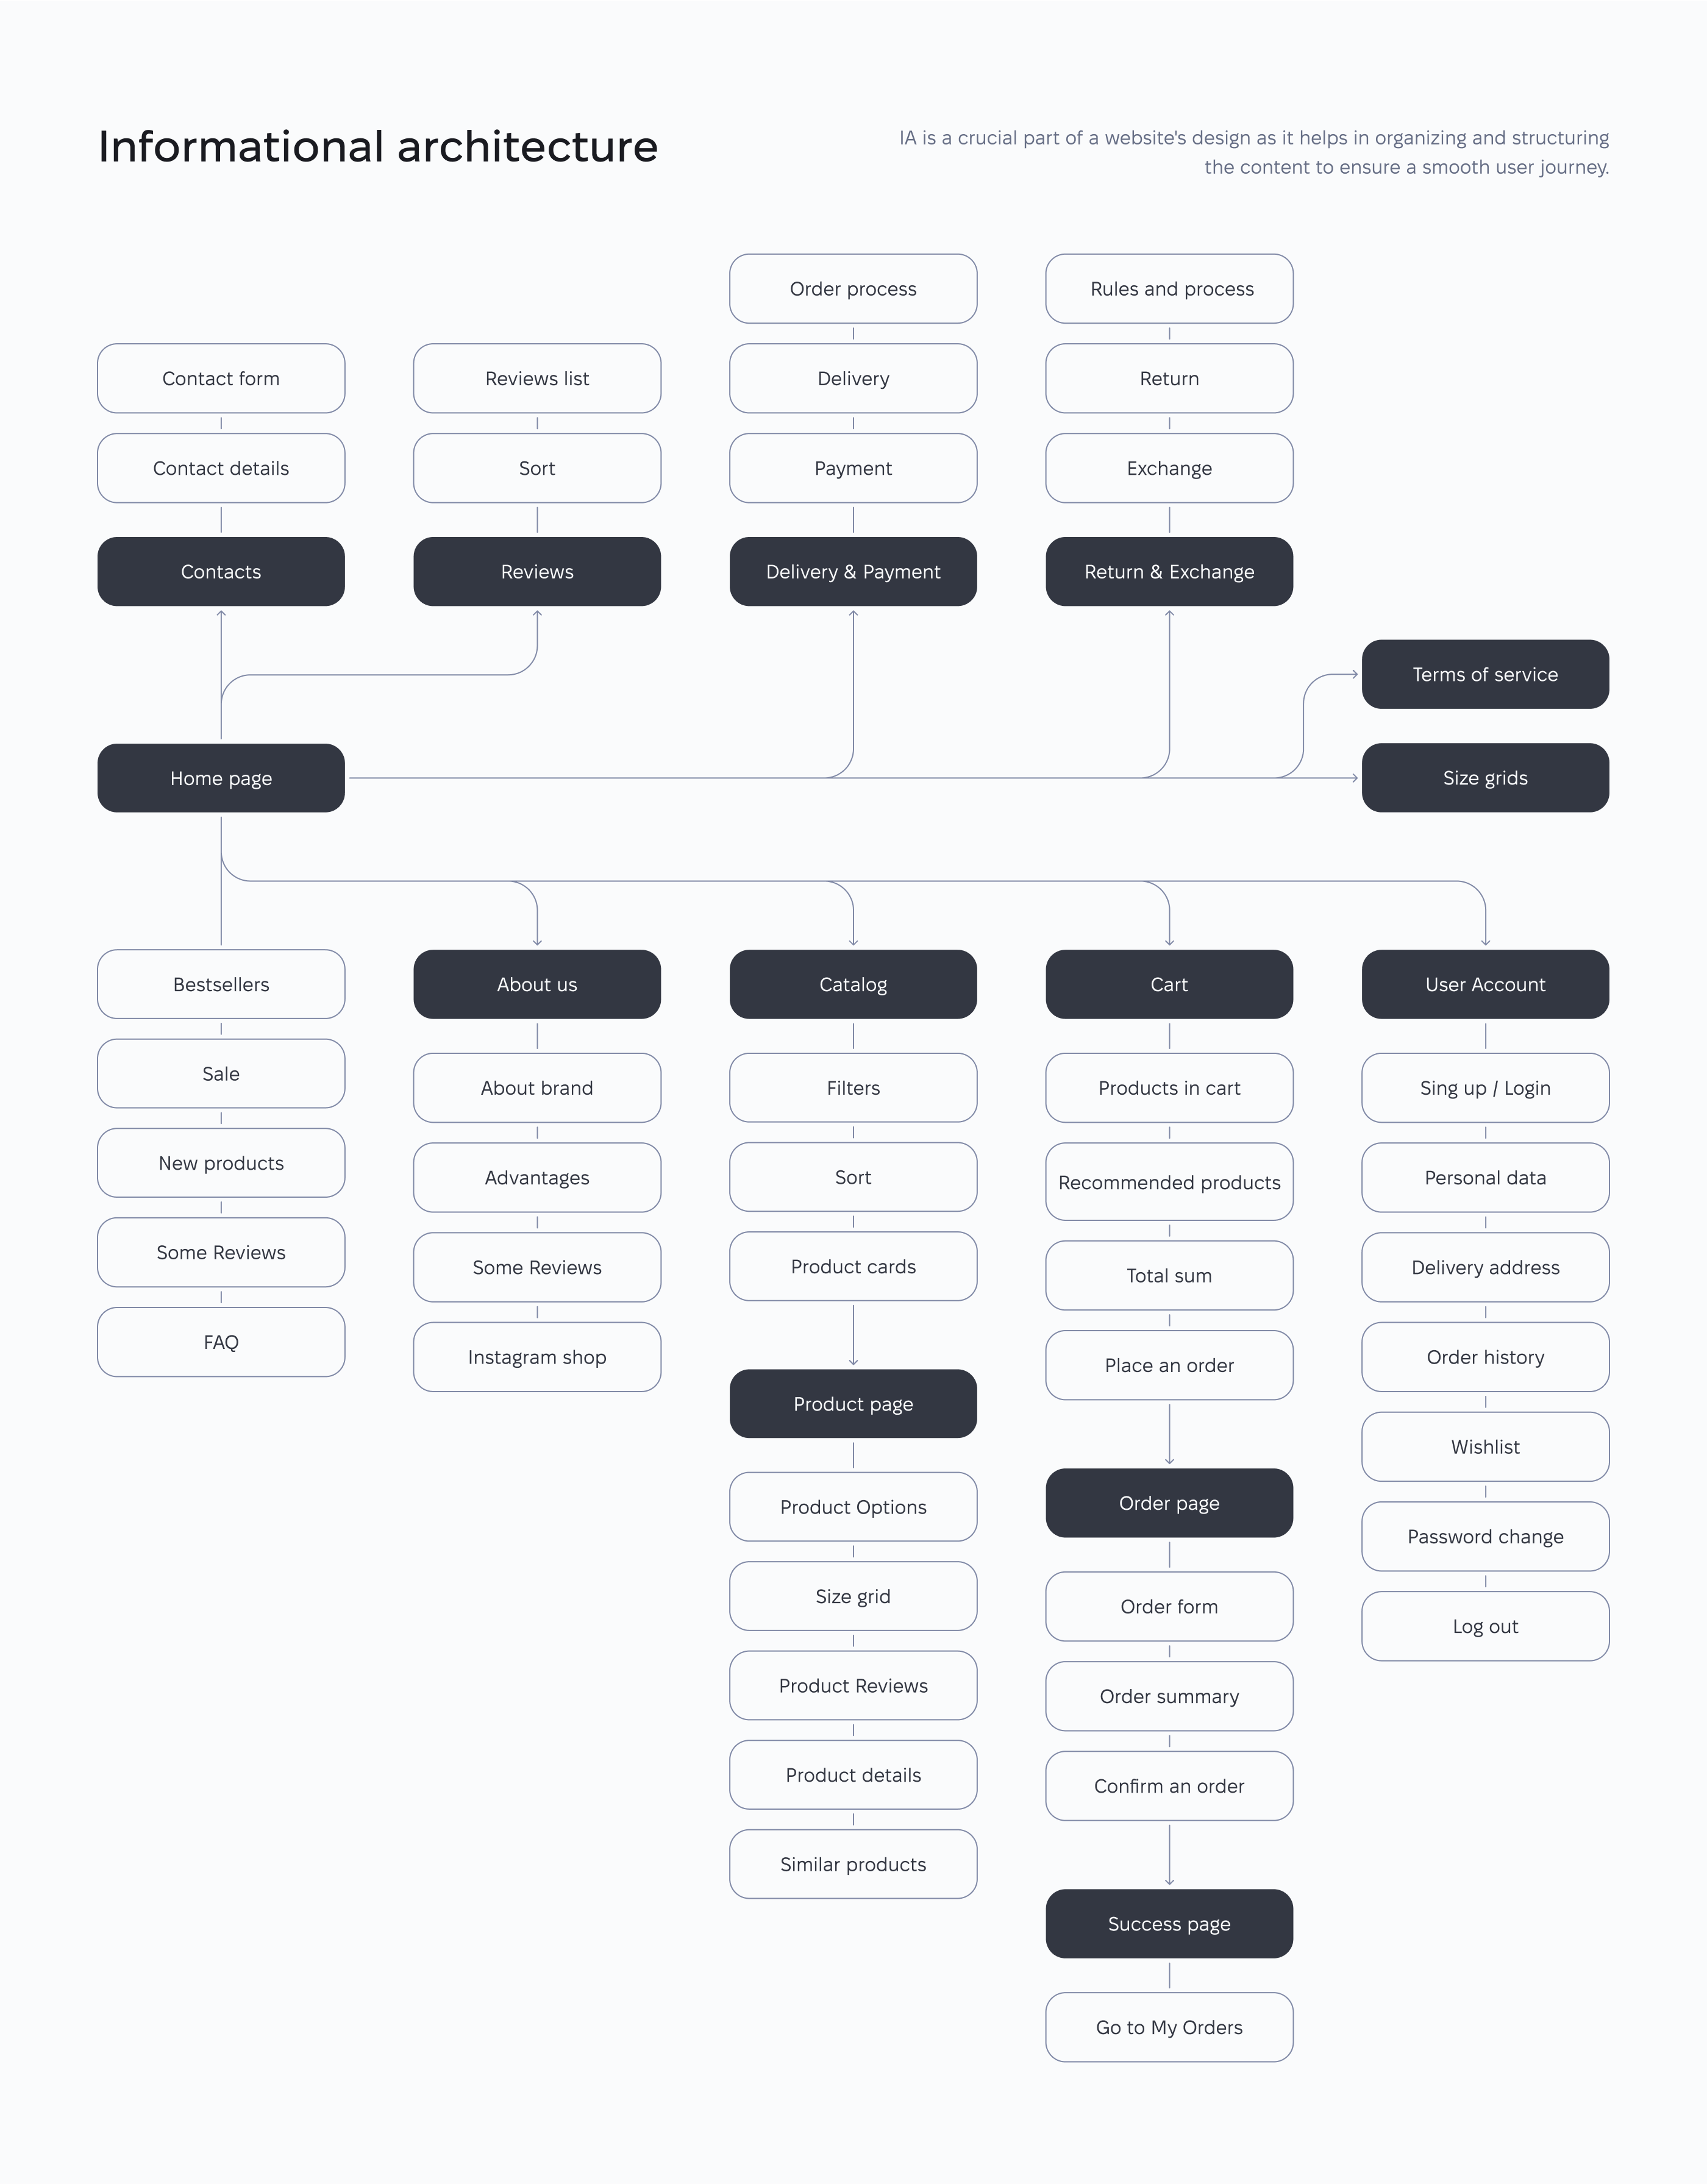 Informational architecture
IA is a crucial part of a website's design as it helps in organizing and structuring
the content to ensure a smooth user journey.
Order process
Rules and process
Contact form
Reviews list
Delivery
Return
Contact details
Sort
Payment
Exchange
Contacts
Reviews
Delivery & Payment
Return & Exchange
Terms of service
Home page
Size grids
Bestsellers
Sale
New products
Some Reviews
FAQ
About us
About brand
Advantages
Some Reviews
Instagram shop
Catalog
Filters
Sort
Product cards
Product page
Product Options
Size grid
Product Reviews
Product details
Similar products
Cart
Products in cart
Recommended products
Total sum
Place an order
Order page
Order form
Order summary
Confirm an order
Success page
Go to My Orders
User Account
Sing up / Login
Personal data
Delivery address
Order history
Wishlist
Password change
Log out